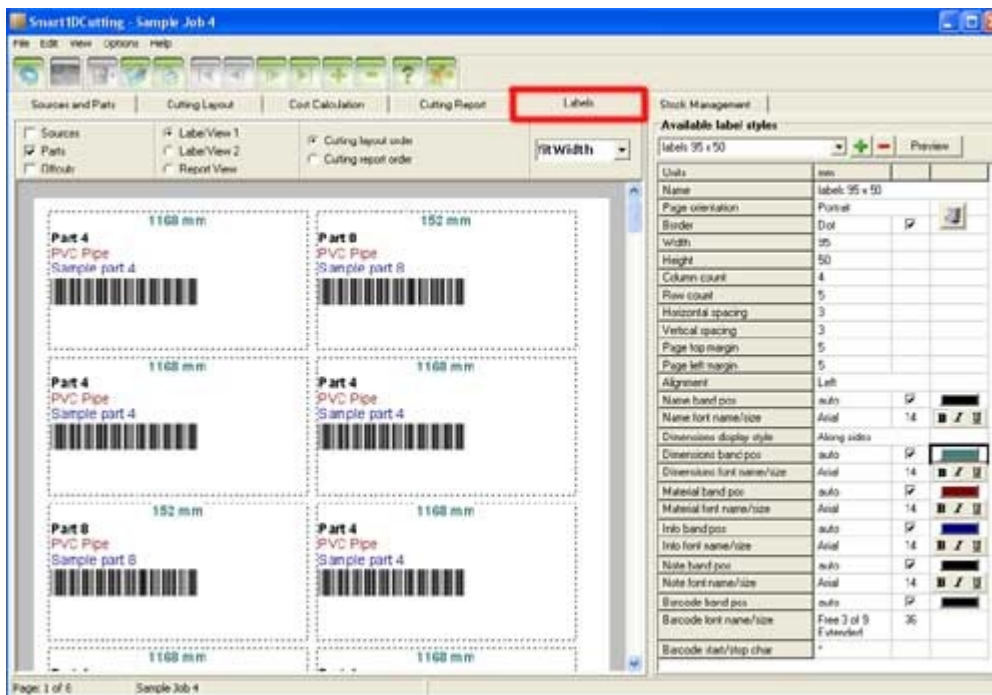 Smart1DCutting - Sample Job 4
File Edit View Options Help
Sources and Parts Cutting Layout Cost Calculation Cutting Report Labels Stock Management
Sources
Parts
Offcuts
Label View 1
Label View 2
Report View
Cutting layout order
Cutting report order
fitWidth
Available label styles
labels 95 x 50 Preview
1168 mm
Part 4
PVC Pipe
Sample part 4
152 mm
Part 8
PVC Pipe
Sample part 8
1168 mm
Part 4
PVC Pipe
Sample part 4
1168 mm
Part 4
PVC Pipe
Sample part 4
152 mm
Part 8
PVC Pipe
Sample part 8
1168 mm
Part 4
PVC Pipe
Sample part 4
1168 mm
1168 mm
Units mm
Name labels 95 x 50
Page orientation Portrait
Border Dot
Width 95
Height 50
Column count 4
Row count 5
Horizontal spacing 3
Vertical spacing 3
Page top margin 5
Page left margin 5
Alignment Left
Name band pos auto
Name font name/size Arial 14 B I U
Dimensions display style Along sides
Dimensions band pos auto
Dimensions font name/size Arial 14 B I U
Material band pos auto
Material font name/size Arial 14 B I U
Info band pos auto
Info font name/size Arial 14 B I U
Note band pos auto
Note font name/size Arial 14 B I U
Barcode band pos auto
Barcode font name/size Free 3 of 9 Extended 36
Barcode start/stop char *
Page: 1 of 6 Sample Job 4